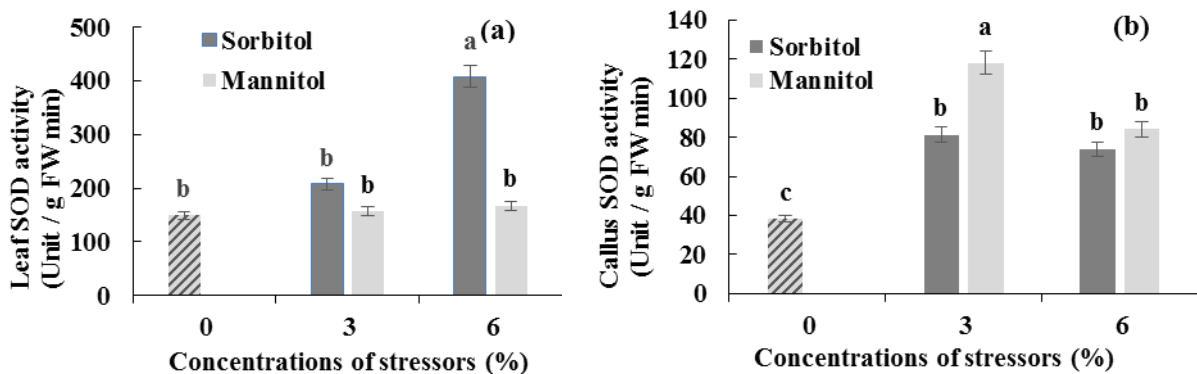 Leaf SOD activity
(Unit / g FW min)
500
400
300
200
100
0
Sorbitol
Mannitol
(a)
b
b
b
a
b
0 3 6
Concentrations of stressors (%)
Callus SOD activity
(Unit / g FW min)
140
120
100
80
60
40
20
0
Sorbitol
Mannitol
(b)
c
b
a
b
b
0 3 6
Concentrations of stressors (%)